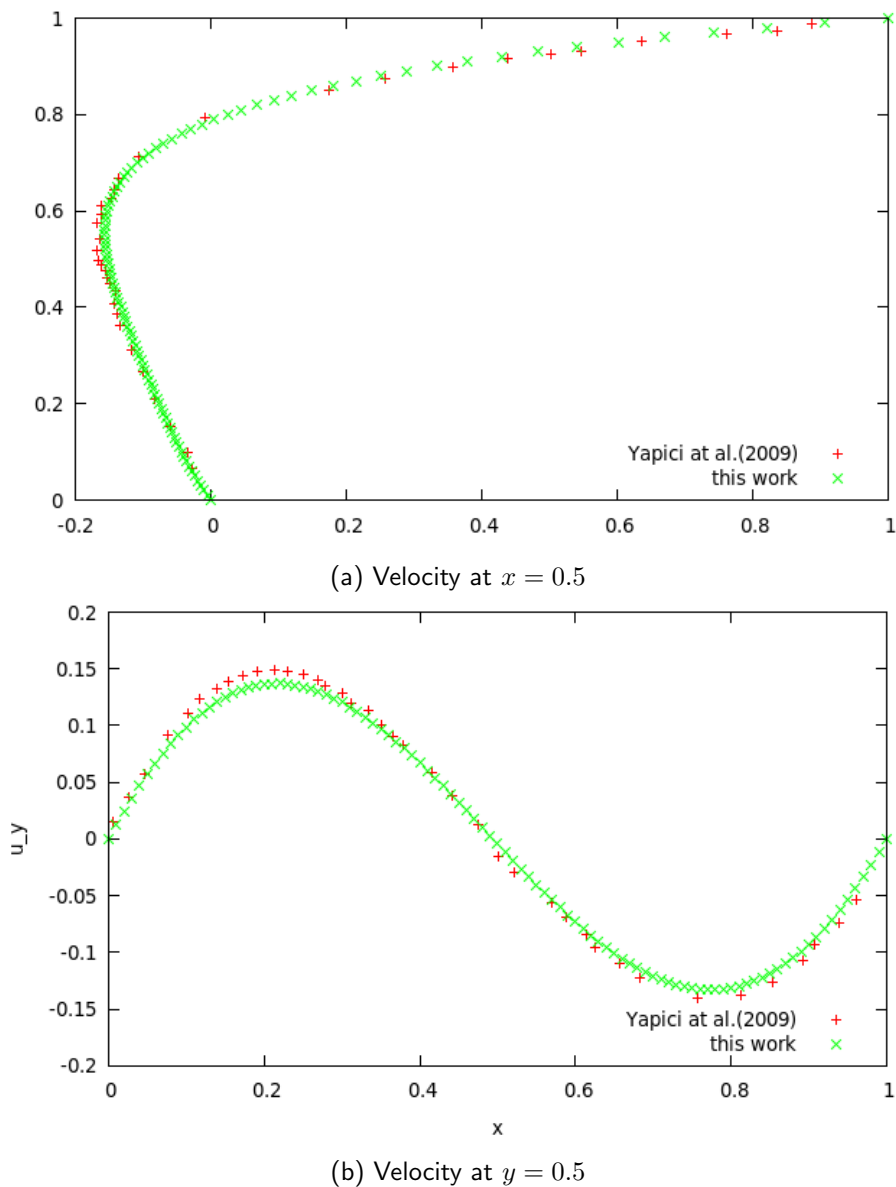 1
0.8
0.6
0.4
0.2
0
-0.2 0 0.2 0.4 0.6 0.8 1
Yapici at al.(2009)
this work
(a) Velocity at x = 0.5
0.2
0.15
0.1
0.05
0
-0.05
-0.1
-0.15
-0.2
u_y
0 0.2 0.4 0.6 0.8 1
x
Yapici at al.(2009)
this work
(b) Velocity at y = 0.5